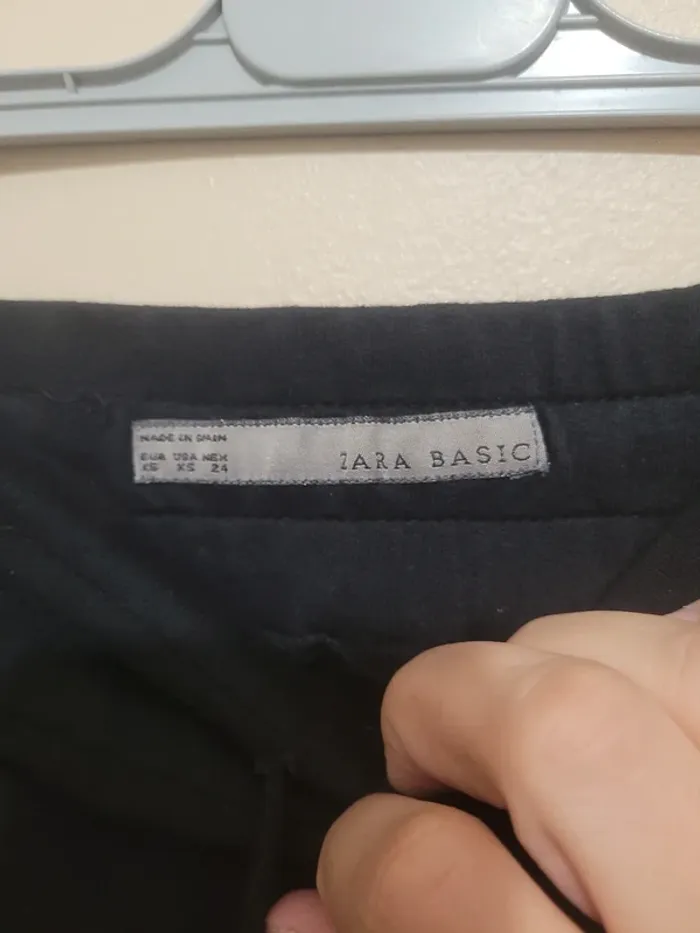 MADE IN SPAIN
EUR USA MEX
XS XS 24
ZARA BASIC